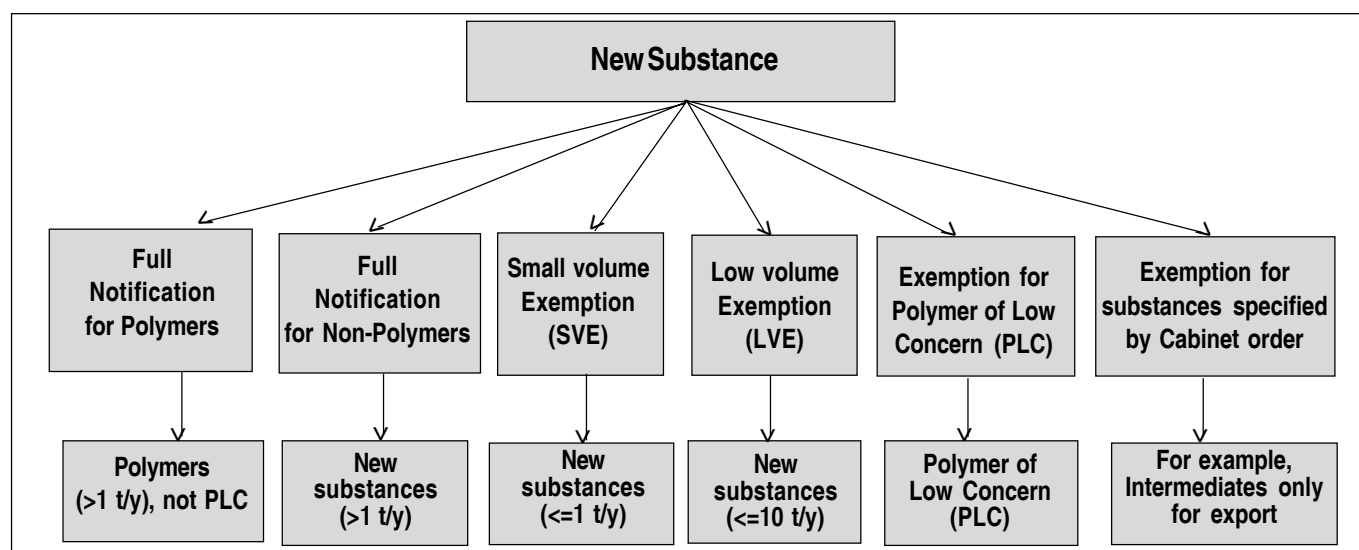 New Substance
Full
Notification
for Polymers
Full
Notification
for Non-Polymers
Small volume
Exemption
(SVE)
Low volume
Exemption
(LVE)
Exemption for
Polymer of Low
Concern (PLC)
Exemption for
substances specified
by Cabinet order
Polymers
(>1 t/y), not PLC
New
substances
(>1 t/y)
New
substances
(<=1 t/y)
New
substances
(<=10 t/y)
Polymer of
Low Concern
(PLC)
For example,
Intermediates only
for export